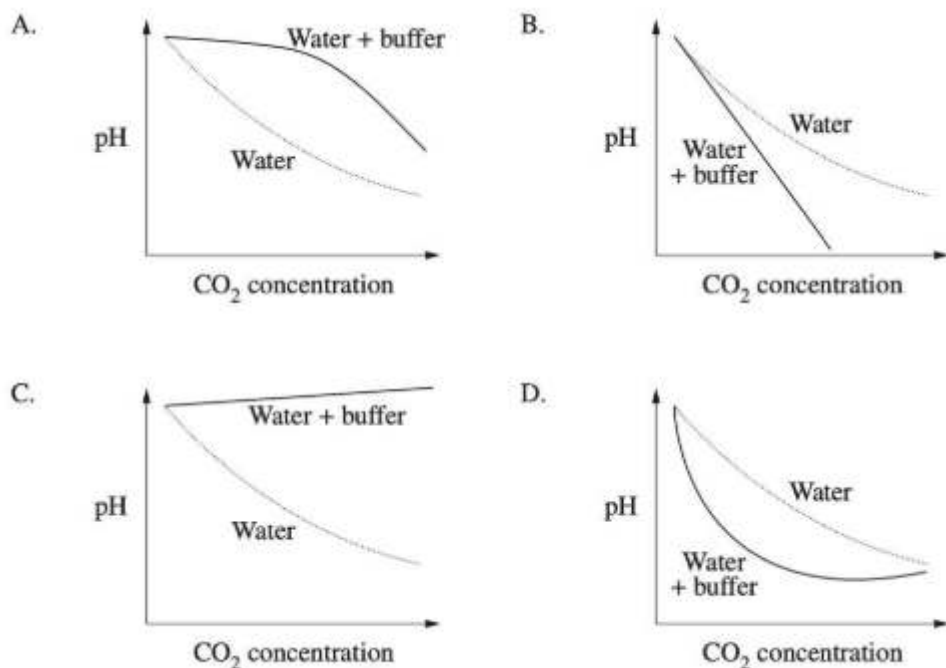 A.
Water + buffer
pH
Water
CO₂ concentration
B.
pH
Water
Water
+ buffer
CO₂ concentration
C.
Water + buffer
pH
Water
CO₂ concentration
D.
pH
Water
Water
+ buffer
CO₂ concentration